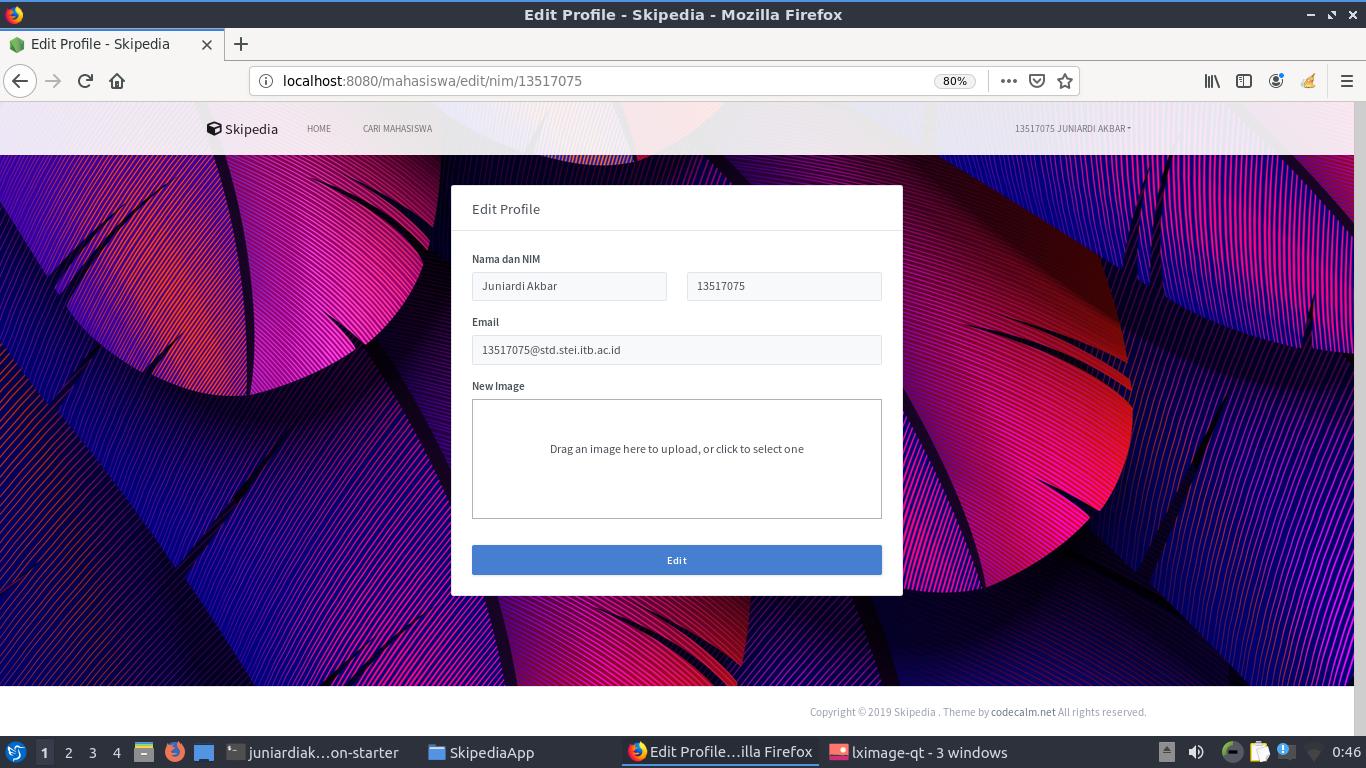 Edit Profile - Skipedia - Mozilla Firefox
Edit Profile - Skipedia
localhost:8080/mahasiswa/edit/nim/13517075
80%
Skipedia
HOME
CARI MAHASISWA
13517075 JUNIARDI AKBAR
Edit Profile
Nama dan NIM
Juniardi Akbar
13517075
Email
13517075@std.stei.itb.ac.id
New Image
Drag an image here to upload, or click to select one
Edit
Copyright © 2019 Skipedia . Theme by codecalm.net All rights reserved.
1 2 3 4
juniardiak...on-starter
SkipediaApp
Edit Profile...illa Firefox
lximage-qt - 3 windows
0:46